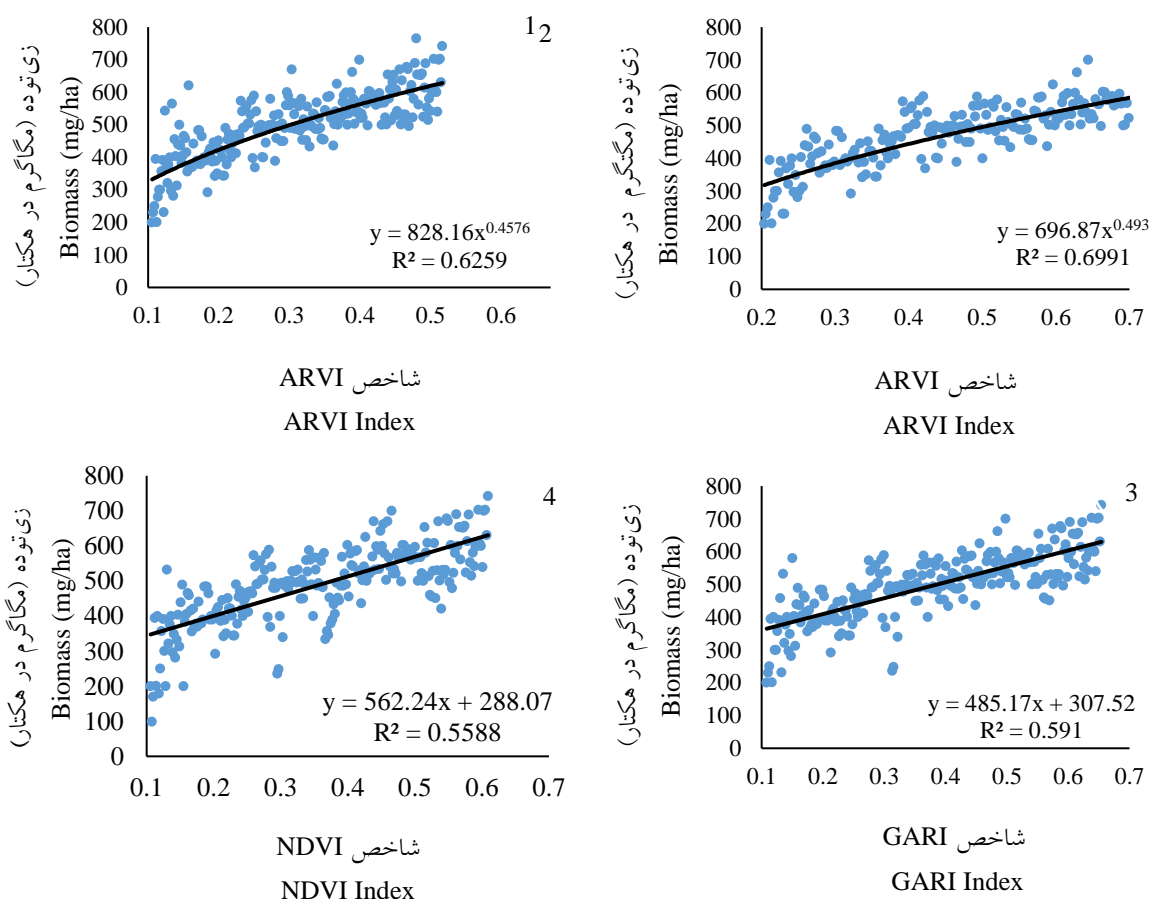 1 2
زی‌توده (مگاگرم در هکتار)
Biomass (mg/ha)
800
700
600
500
400
300
200
100
0
y = 828.16x^0.4576
R² = 0.6259
0.1 0.2 0.3 0.4 0.5 0.6
شاخص ARVI
ARVI Index
زی‌توده (مگتگرم در هکتار)
Biomass (mg/ha)
800
700
600
500
400
300
200
100
0
y = 696.87x^0.493
R² = 0.6991
0.2 0.3 0.4 0.5 0.6 0.7
شاخص ARVI
ARVI Index
4
زی‌توده (مگاگرم در هکتار)
Biomass (mg/ha)
800
700
600
500
400
300
200
100
0
y = 562.24x + 288.07
R² = 0.5588
0.1 0.2 0.3 0.4 0.5 0.6 0.7
شاخص NDVI
NDVI Index
3
زی‌توده (مگاگرم در هکتار)
Biomass (mg/ha)
800
700
600
500
400
300
200
100
0
y = 485.17x + 307.52
R² = 0.591
0.1 0.2 0.3 0.4 0.5 0.6 0.7
شاخص GARI
GARI Index